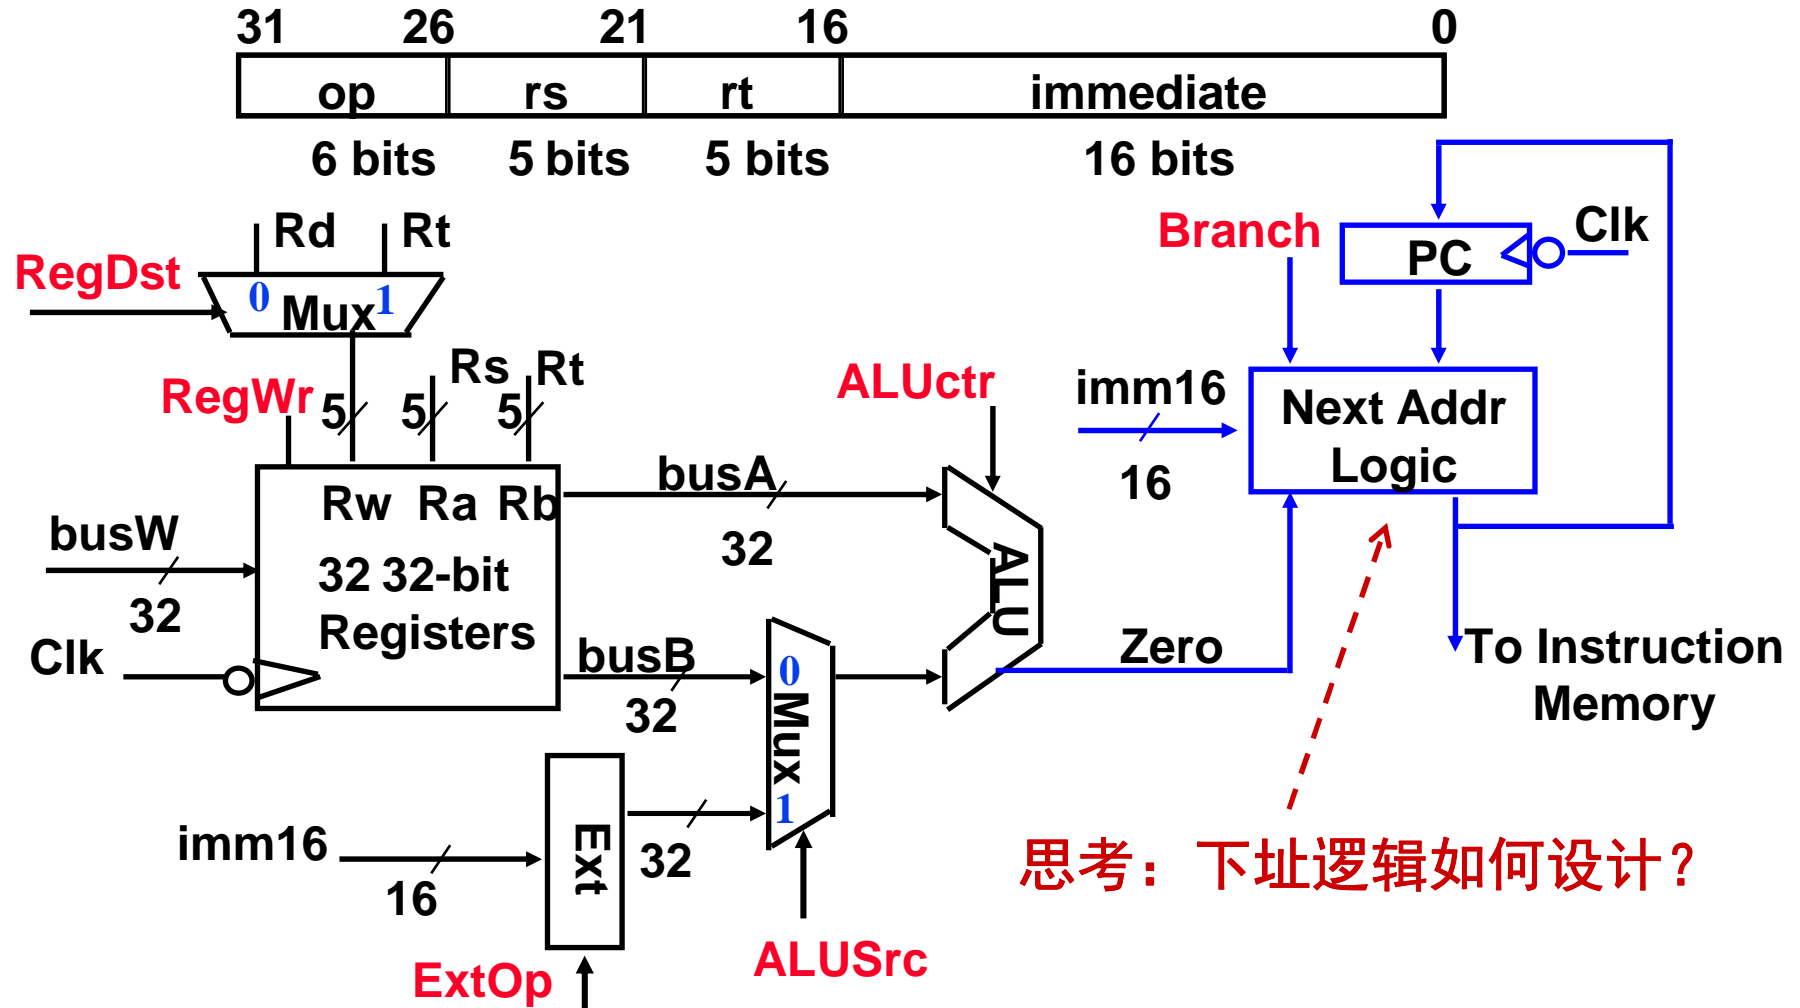 31 26 21 16 0
op rs rt immediate
6 bits 5 bits 5 bits 16 bits
Rd Rt
RegDst
0 Mux 1
Branch
PC
Clk
RegWr
5 5 5
Rs Rt
ALUctr
imm16
16
Next Addr
Logic
busW
32
Rw Ra Rb
32 32-bit
Registers
Clk
busA
32
busB
32
ALU
Zero
To Instruction
Memory
0
Mux
1
imm16
16
Ext
32
ExtOp
ALUSrc
思考：下址逻辑如何设计？